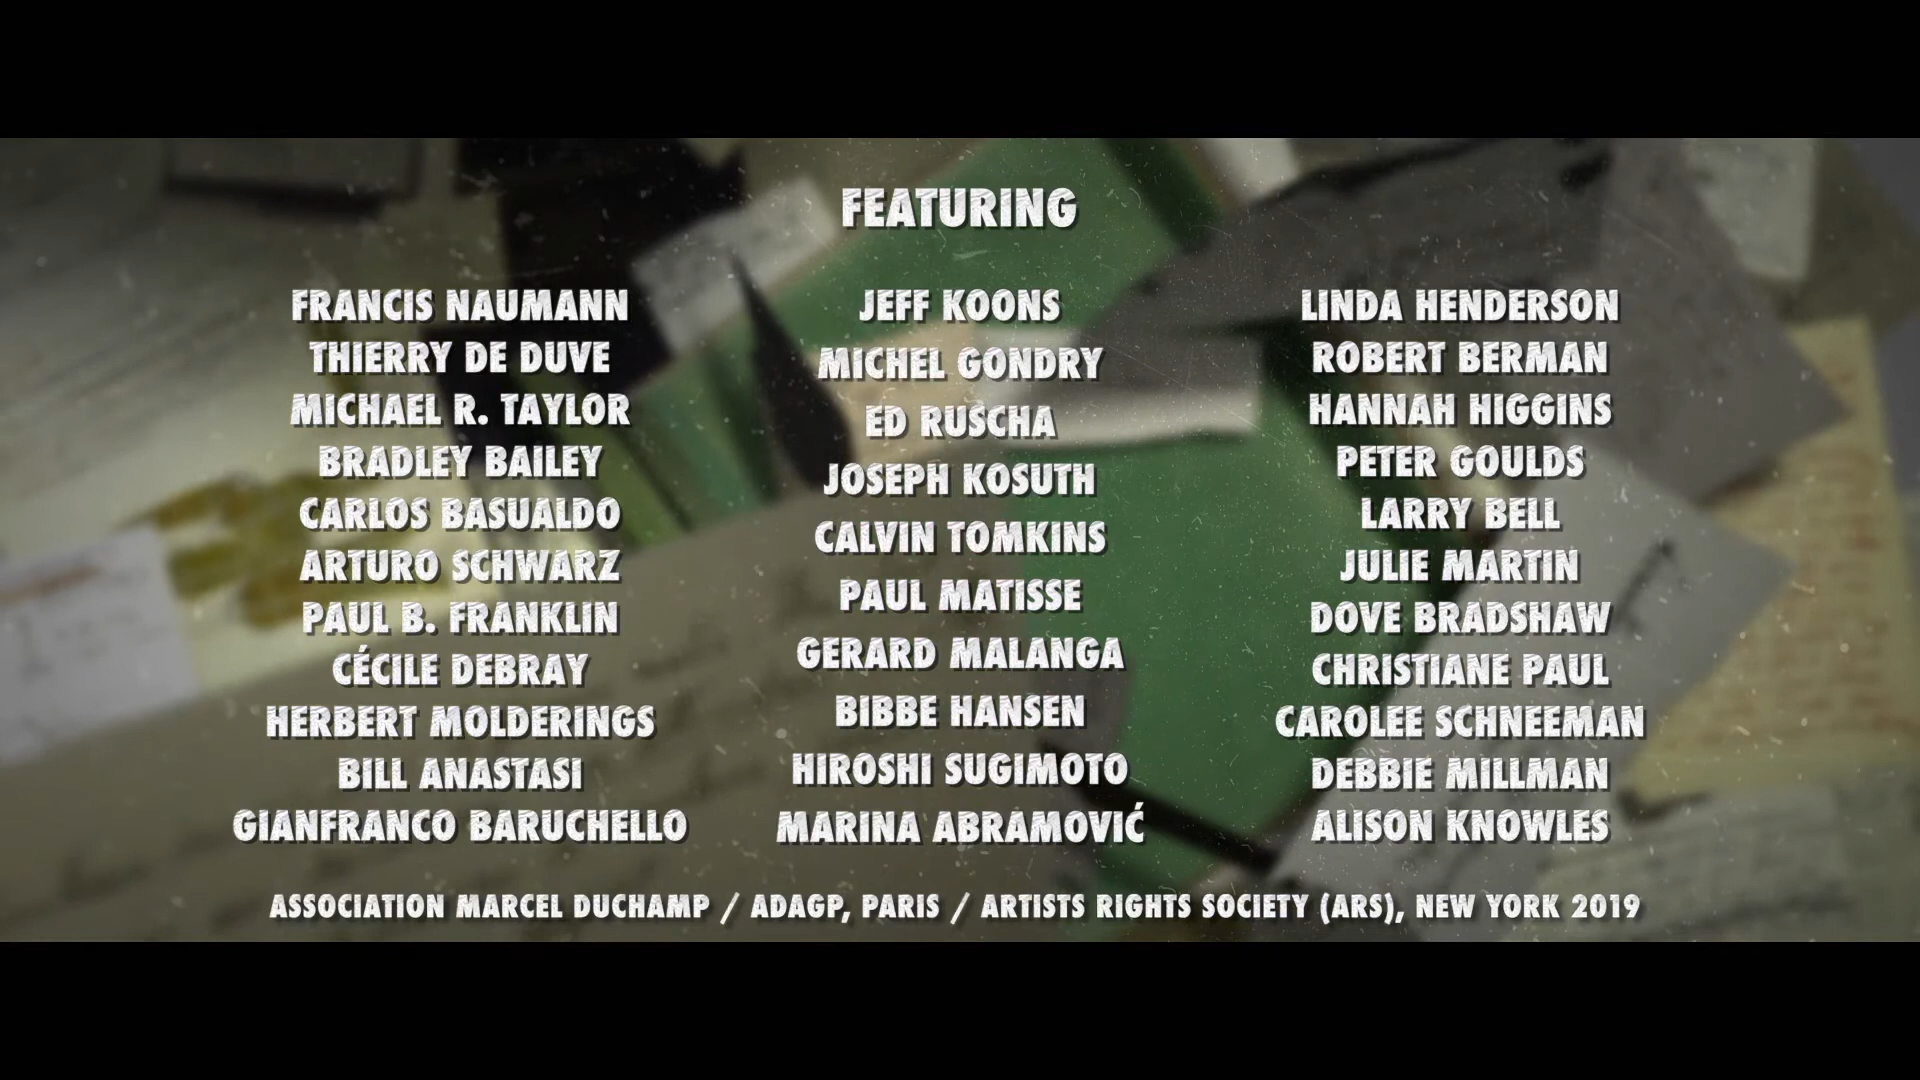 FEATURING
FRANCIS NAUMANN
THIERRY DE DUVE
MICHAEL R. TAYLOR
BRADLEY BAILEY
CARLOS BASUALDO
ARTURO SCHWARZ
PAUL B. FRANKLIN
CÉCILE DEBRAY
HERBERT MOLDERINGS
BILL ANASTASI
GIANFRANCO BARUCHELLO
JEFF KOONS
MICHEL GONDRY
ED RUSCHA
JOSEPH KOSUTH
CALVIN TOMKINS
PAUL MATISSE
GERARD MALANGA
BIBBE HANSEN
HIROSHI SUGIMOTO
MARINA ABRAMOVIĆ
LINDA HENDERSON
ROBERT BERMAN
HANNAH HIGGINS
PETER GOULDS
LARRY BELL
JULIE MARTIN
DOVE BRADSHAW
CHRISTIANE PAUL
CAROLEE SCHNEEMAN
DEBBIE MILLMAN
ALISON KNOWLES
ASSOCIATION MARCEL DUCHAMP / ADAGP, PARIS / ARTISTS RIGHTS SOCIETY (ARS), NEW YORK 2019